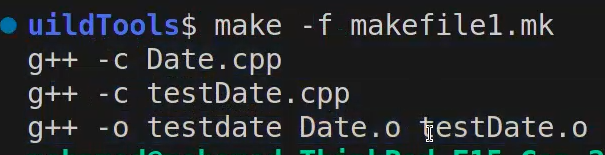 uildTools$ make -f makefile1.mk
g++ -c Date.cpp
g++ -c testDate.cpp
g++ -o testdate Date.o testDate.o